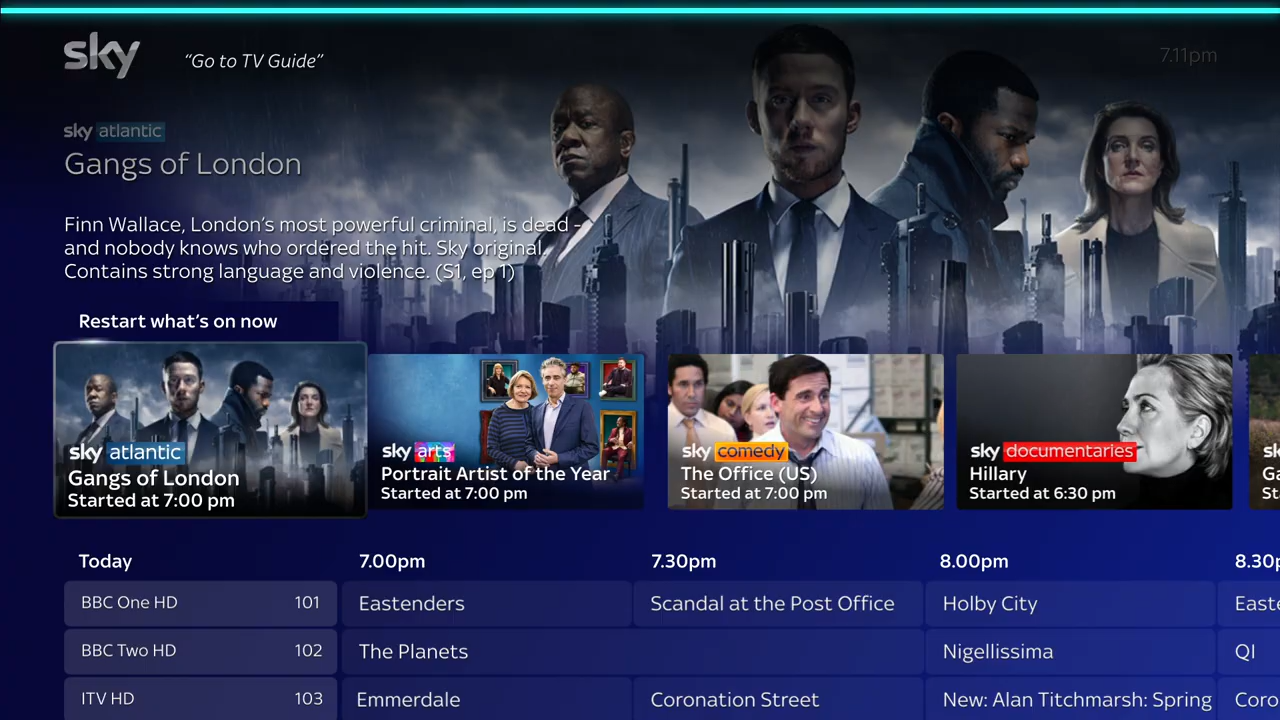 sky
“Go to TV Guide”
7.11pm
sky atlantic
Gangs of London
Finn Wallace, London’s most powerful criminal, is dead -
and nobody knows who ordered the hit. Sky original.
Contains strong language and violence. (S1, ep 1)
Restart what’s on now
sky atlantic
Gangs of London
Started at 7:00 pm
sky arts
Portrait Artist of the Year
Started at 7:00 pm
sky comedy
The Office (US)
Started at 7:00 pm
sky documentaries
Hillary
Started at 6:30 pm
Today 7.00pm 7.30pm 8.00pm 8.30p
BBC One HD 101 Eastenders Scandal at the Post Office Holby City Easte
BBC Two HD 102 The Planets Nigellissima QI
ITV HD 103 Emmerdale Coronation Street New: Alan Titchmarsh: Spring Coro